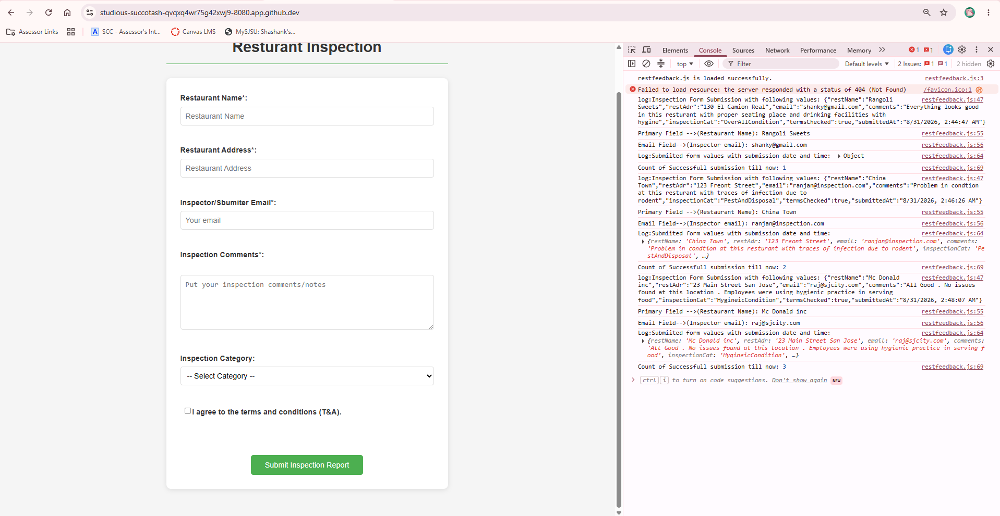 studious-succotash-qvqxq4wr75g42xwj9-8080.app.github.dev
Assessor Links
SCC - Assessor's Int...
Canvas LMS
MySJSU: Shashank's...
Resturant Inspection
Restaurant Name*:
Restaurant Name
Restaurant Address*:
Restaurant Address
Inspector/Sbumiter Email*:
Your email
Inspection Comments*:
Put your inspection comments/notes
Inspection Category:
-- Select Category --
I agree to the terms and conditions (T&A).
Submit Inspection Report
Elements Console Sources Network Performance Memory 1 1
top Filter Default levels 2 Issues: 1 1 2 hidden
restfeedback.js is loaded successfully. restfeedback.js:3
Failed to load resource: the server responded with a status of 404 (Not Found) /favicon.ico:1
log:Inspection Form Submission with following values: {"restName":"Rangoli restfeedback.js:47
Sweets","restAdr":"130 El Camion Real","email":"shanky@gmail.com","comments":"Everything looks good
in this resturant with proper seating place and drinking facilities with
hygine","inspectionCat":"OverAllCondition","termsChecked":true,"submittedAt":"8/31/2026, 2:44:47 AM"}
Primary Field -->(Restaurant Name): Rangoli Sweets restfeedback.js:55
Email Field-->(Inspector email): shanky@gmail.com restfeedback.js:56
Log:Submiited form values with submission date and time: Object restfeedback.js:64
Count of Successfull submission till now: 1 restfeedback.js:69
log:Inspection Form Submission with following values: {"restName":"China restfeedback.js:47
Town","restAdr":"123 Freont Street","email":"ranjan@inspection.com","comments":"Problem in condtion
at this resturant with traces of infection due to
rodent","inspectionCat":"PestAndDisposal","termsChecked":true,"submittedAt":"8/31/2026, 2:46:26 AM"}
Primary Field -->(Restaurant Name): China Town restfeedback.js:55
Email Field-->(Inspector email): ranjan@inspection.com restfeedback.js:56
Log:Submiited form values with submission date and time: restfeedback.js:64
{restName: 'China Town', restAdr: '123 Freont Street', email: 'ranjan@inspection.com', comments:
'Problem in condtion at this resturant with traces of infection due to rodent', inspectionCat: 'Pe
stAndDisposal', …}
Count of Successfull submission till now: 2 restfeedback.js:69
log:Inspection Form Submission with following values: {"restName":"Mc Donald restfeedback.js:47
inc","restAdr":"23 Main Street San Jose","email":"raj@sjcity.com","comments":"All Good . No issues
found at this location . Employees were using hygienic practice in serving
food","inspectionCat":"HygineicCondition","termsChecked":true,"submittedAt":"8/31/2026, 2:48:07 AM"}
Primary Field -->(Restaurant Name): Mc Donald inc restfeedback.js:55
Email Field-->(Inspector email): raj@sjcity.com restfeedback.js:56
Log:Submiited form values with submission date and time: restfeedback.js:64
{restName: 'Mc Donald inc', restAdr: '23 Main Street San Jose', email: 'raj@sjcity.com', comments:
'All Good . No issues found at this location . Employees were using hygienic practice in serving f
ood', inspectionCat: 'HygineicCondition', …}
Count of Successfull submission till now: 3 restfeedback.js:69
ctrl i to turn on code suggestions. Don't show again NEW